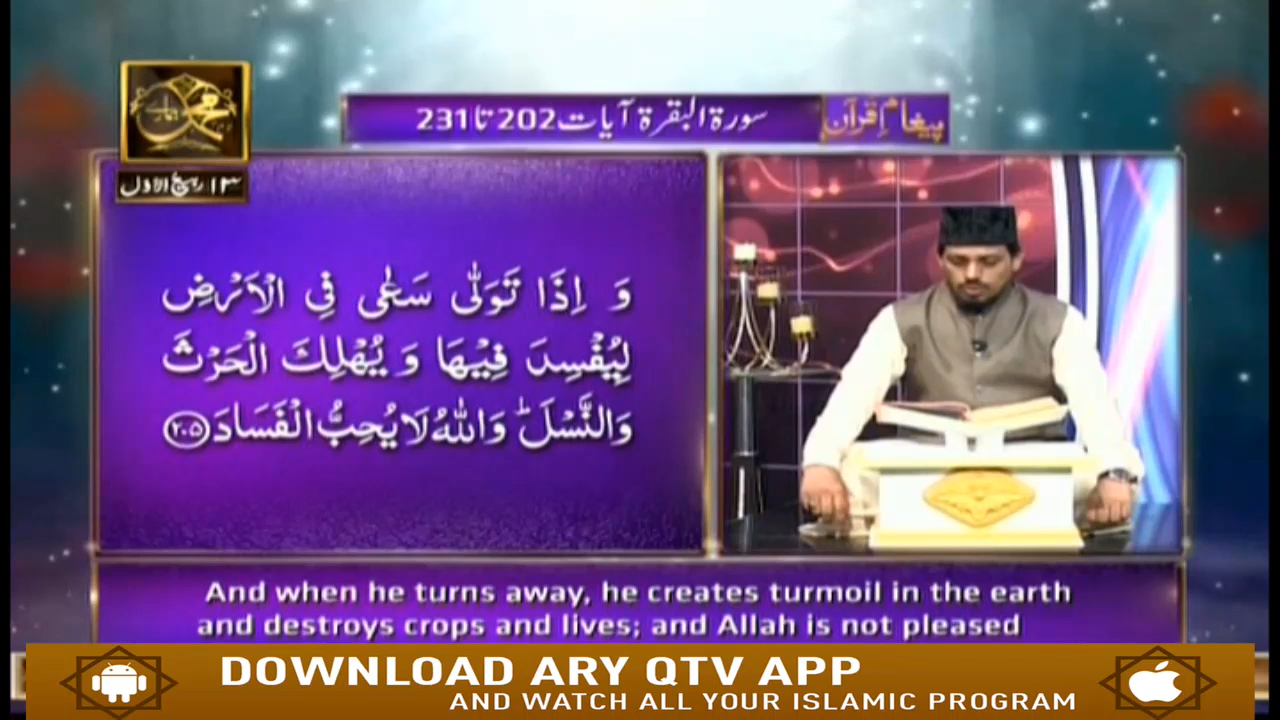 پیغامِ قرآن
سورۃ البقرۃ آیات 202 تا 231
محمد ہمارے
۱۳ ربیع الاول
وَ اِذَا تَوَلّٰى سَعٰى فِی الْاَرْضِ
لِیُفْسِدَ فِیْهَا وَ یُهْلِكَ الْحَرْثَ
وَالنَّسْلَؕ وَاللّٰهُ لَا یُحِبُّ الْفَسَادَ ﴿۲۰۵﴾
And when he turns away, he creates turmoil in the earth
and destroys crops and lives; and Allah is not pleased
DOWNLOAD ARY QTV APP
AND WATCH ALL YOUR ISLAMIC PROGRAM